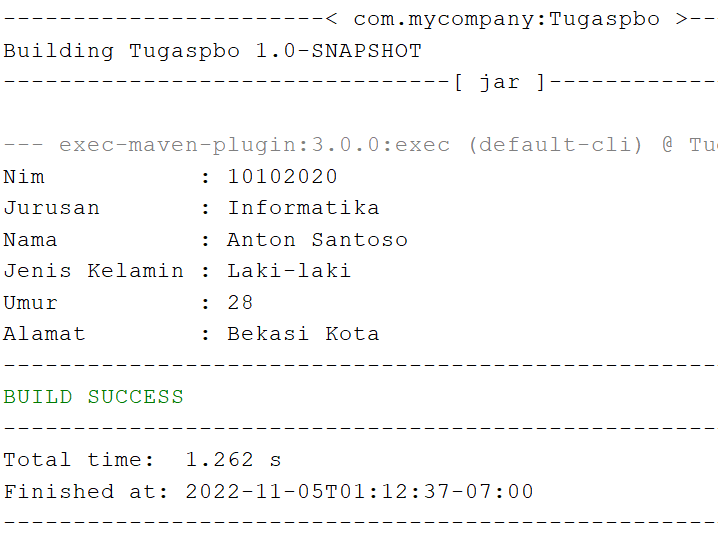 -----------------------< com.mycompany:Tugaspbo >--
Building Tugaspbo 1.0-SNAPSHOT
--------------------------------[ jar ]------------
--- exec-maven-plugin:3.0.0:exec (default-cli) @ Tu
Nim           : 10102020
Jurusan       : Informatika
Nama          : Anton Santoso
Jenis Kelamin : Laki-laki
Umur          : 28
Alamat        : Bekasi Kota
---------------------------------------------------
BUILD SUCCESS
---------------------------------------------------
Total time:  1.262 s
Finished at: 2022-11-05T01:12:37-07:00
---------------------------------------------------